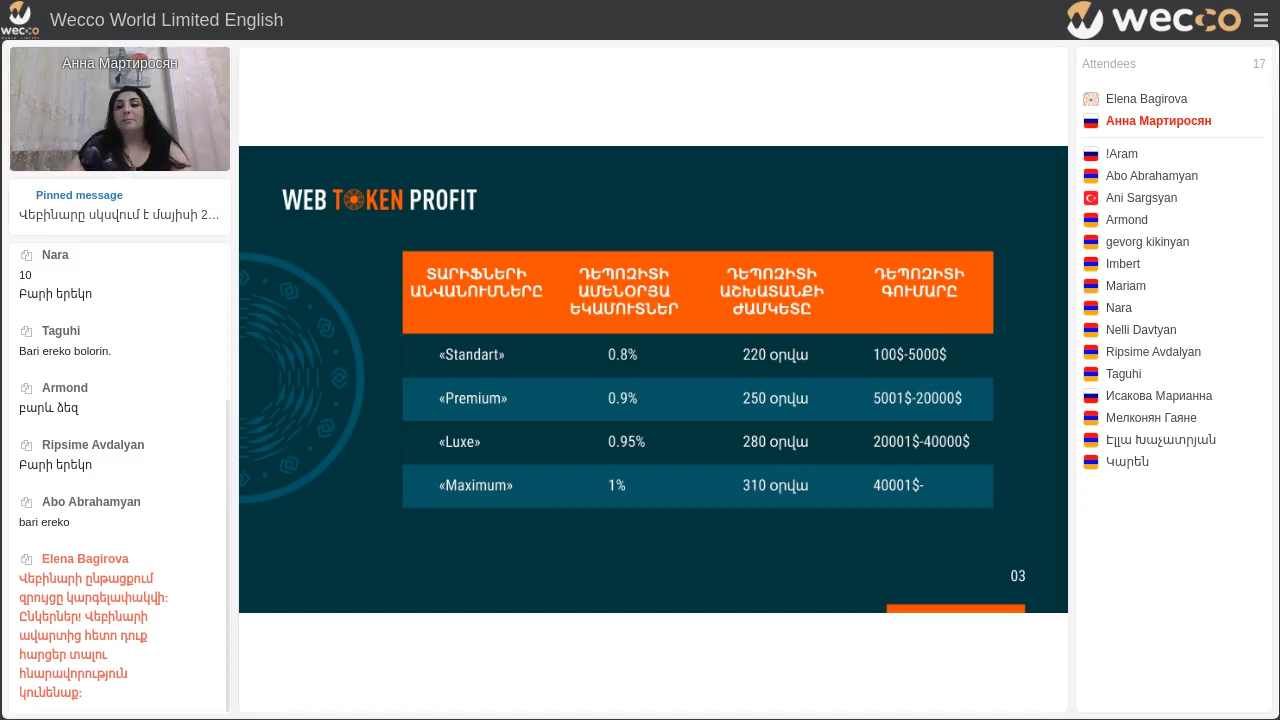 Wecco World Limited English
wecco
WORLD LIMITED
wecco
Анна Мартиросян
Pinned message
Վեբինարը սկսվում է մայիսի 2…
Nara
10
Բարի երեկո
Taguhi
Bari ereko bolorin.
Armond
բարև ձեզ
Ripsime Avdalyan
Բարի երեկո
Abo Abrahamyan
bari ereko
Elena Bagirova
Վեբինարի ընթացքում
զրույցը կարգելափակվի:
Ընկերներ! Վեբինարի
ավարտից հետո դուք
հարցեր տալու
հնարավորություն
կունենաք:
WEB TOKEN PROFIT
ՏԱՐԻՖՆԵՐԻ ԴԵՊՈԶԻՏԻ ԴԵՊՈԶԻՏԻ ԴԵՊՈԶԻՏԻ
ԱՆՎԱՆՈՒՄՆԵՐԸ ԱՄԵՆՕՐՅԱ ԱՇԽԱՏԱՆՔԻ ԳՈՒՄԱՐԸ
ԵԿԱՄՈՒՏՆԵՐ ԺԱՄԿԵՏԸ
«Standart» 0.8% 220 օրվա 100$-5000$
«Premium» 0.9% 250 օրվա 5001$-20000$
«Luxe» 0.95% 280 օրվա 20001$-40000$
«Maximum» 1% 310 օրվա 40001$-
03
Attendees 17
Elena Bagirova
Анна Мартиросян
!Aram
Abo Abrahamyan
Ani Sargsyan
Armond
gevorg kikinyan
Imbert
Mariam
Nara
Nelli Davtyan
Ripsime Avdalyan
Taguhi
Исакова Марианна
Мелконян Гаяне
Էլլա Խաչատրյան
Կարեն